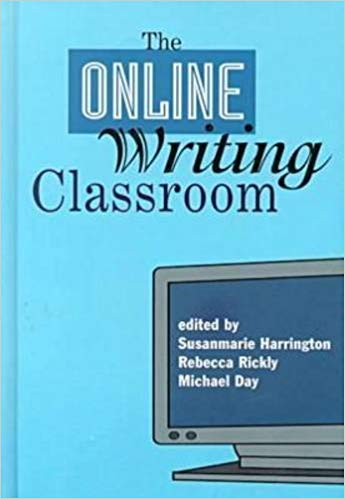 The
ONLINE
Writing
Classroom
edited by
Susanmarie Harrington
Rebecca Rickly
Michael Day